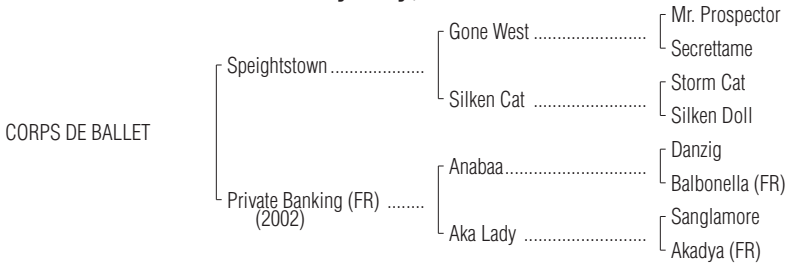 Mr. Prospector
Gone West ........................
Secrettame
Speightstown ....................
Storm Cat
Silken Cat ........................
Silken Doll
CORPS DE BALLET
Danzig
Anabaa..............................
Balbonella (FR)
Private Banking (FR) ........
(2002)
Sanglamore
Aka Lady ..........................
Akadya (FR)